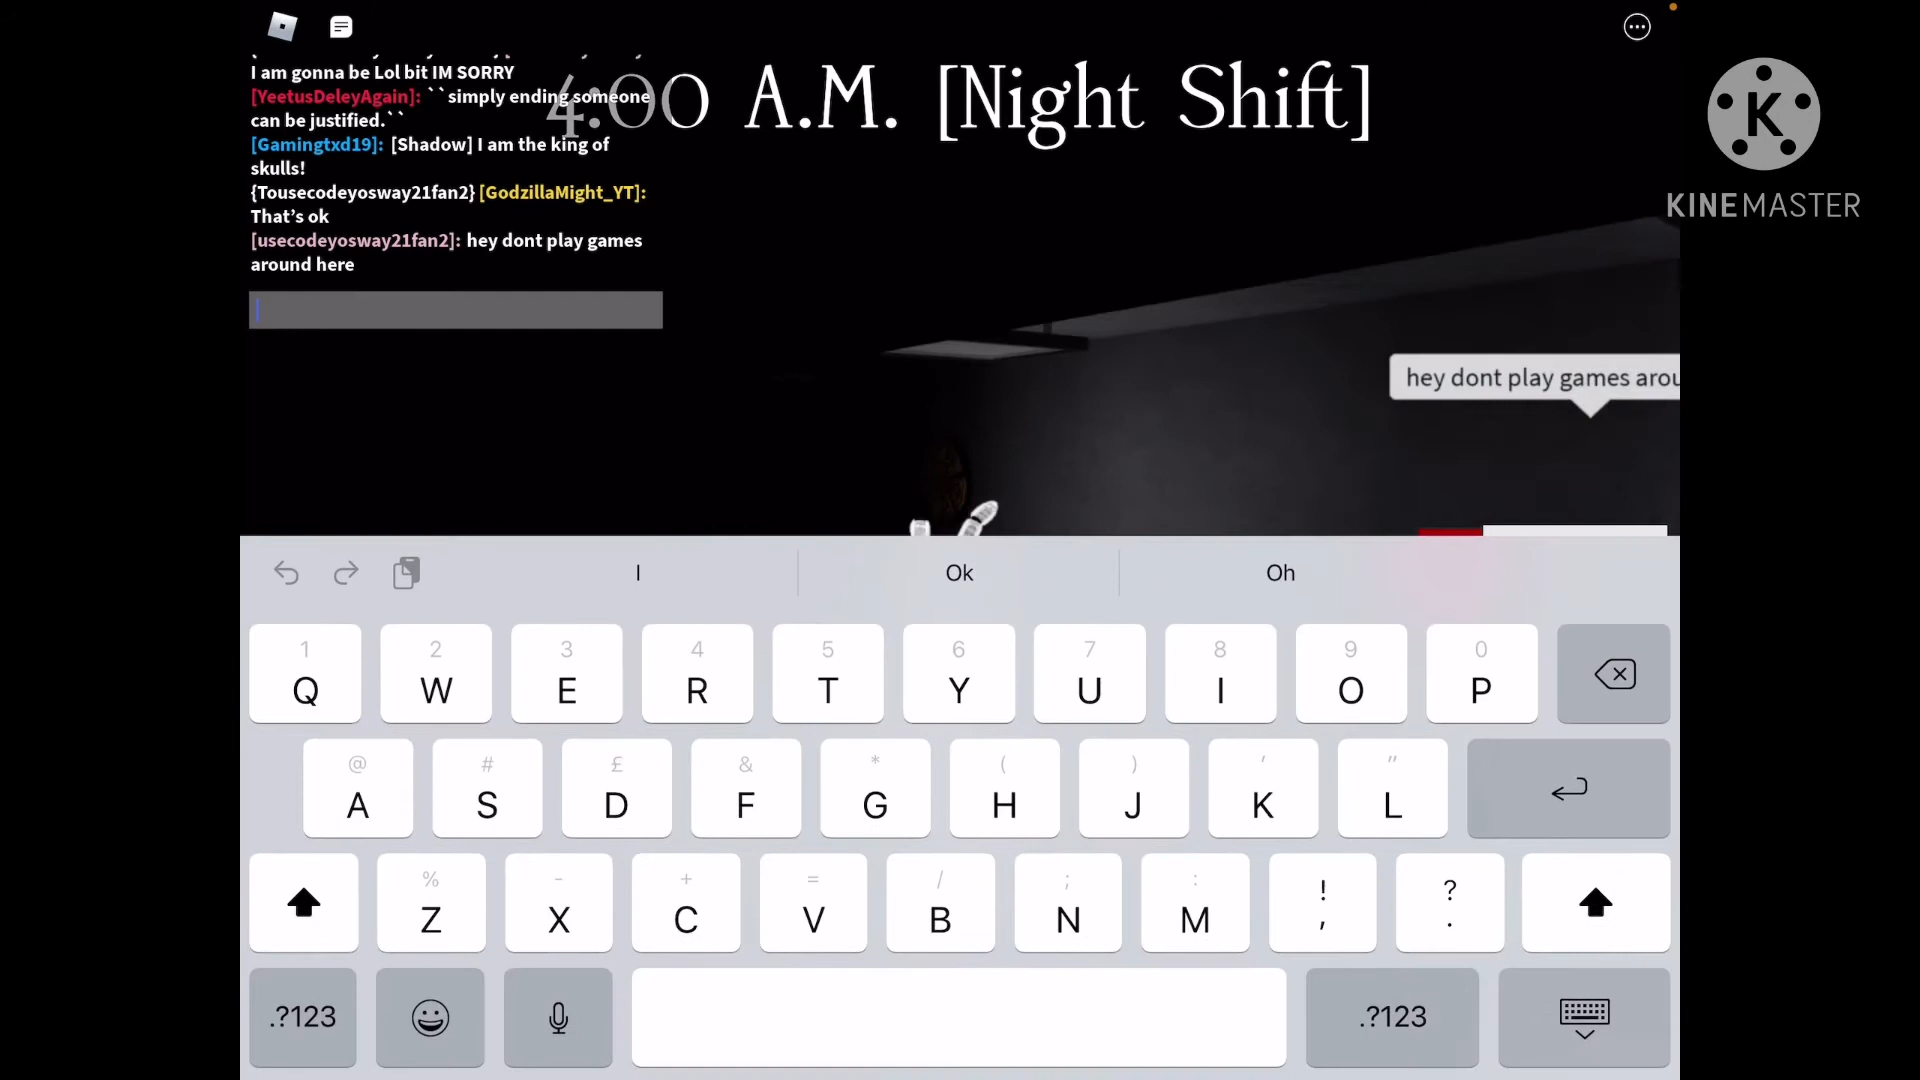 I am gonna be Lol bit IM SORRY
[YeetusDeleyAgain]: ``simply ending someone
can be justified.``
[Gamingtxd19]: [Shadow] I am the king of
skulls!
{Tousecodeyosway21fan2} [GodzillaMight_YT]:
That’s ok
[usecodeyosway21fan2]: hey dont play games
around here
4:00 A.M. [Night Shift]
K
KINEMASTER
hey dont play games arou
I Ok Oh
1 2 3 4 5 6 7 8 9 0
Q W E R T Y U I O P
@ # £ & * ( ) ' "
A S D F G H J K L
% - + = / ; : ! ?
Z X C V B N M , .
.?123 .?123